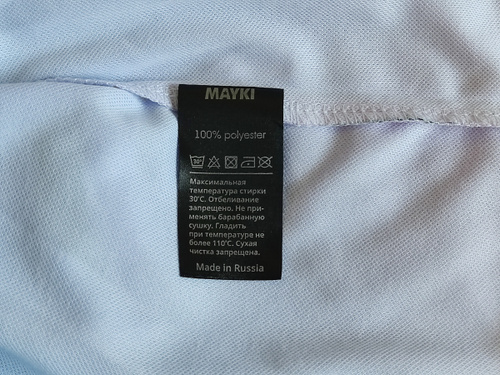 MAYKI
100% polyester
30°
Максимальная
температура стирки
30°С. Отбеливание
запрещено. Не при-
менять барабанную
сушку. Гладить
при температуре не
более 110°С. Сухая
чистка запрещена.
Made in Russia